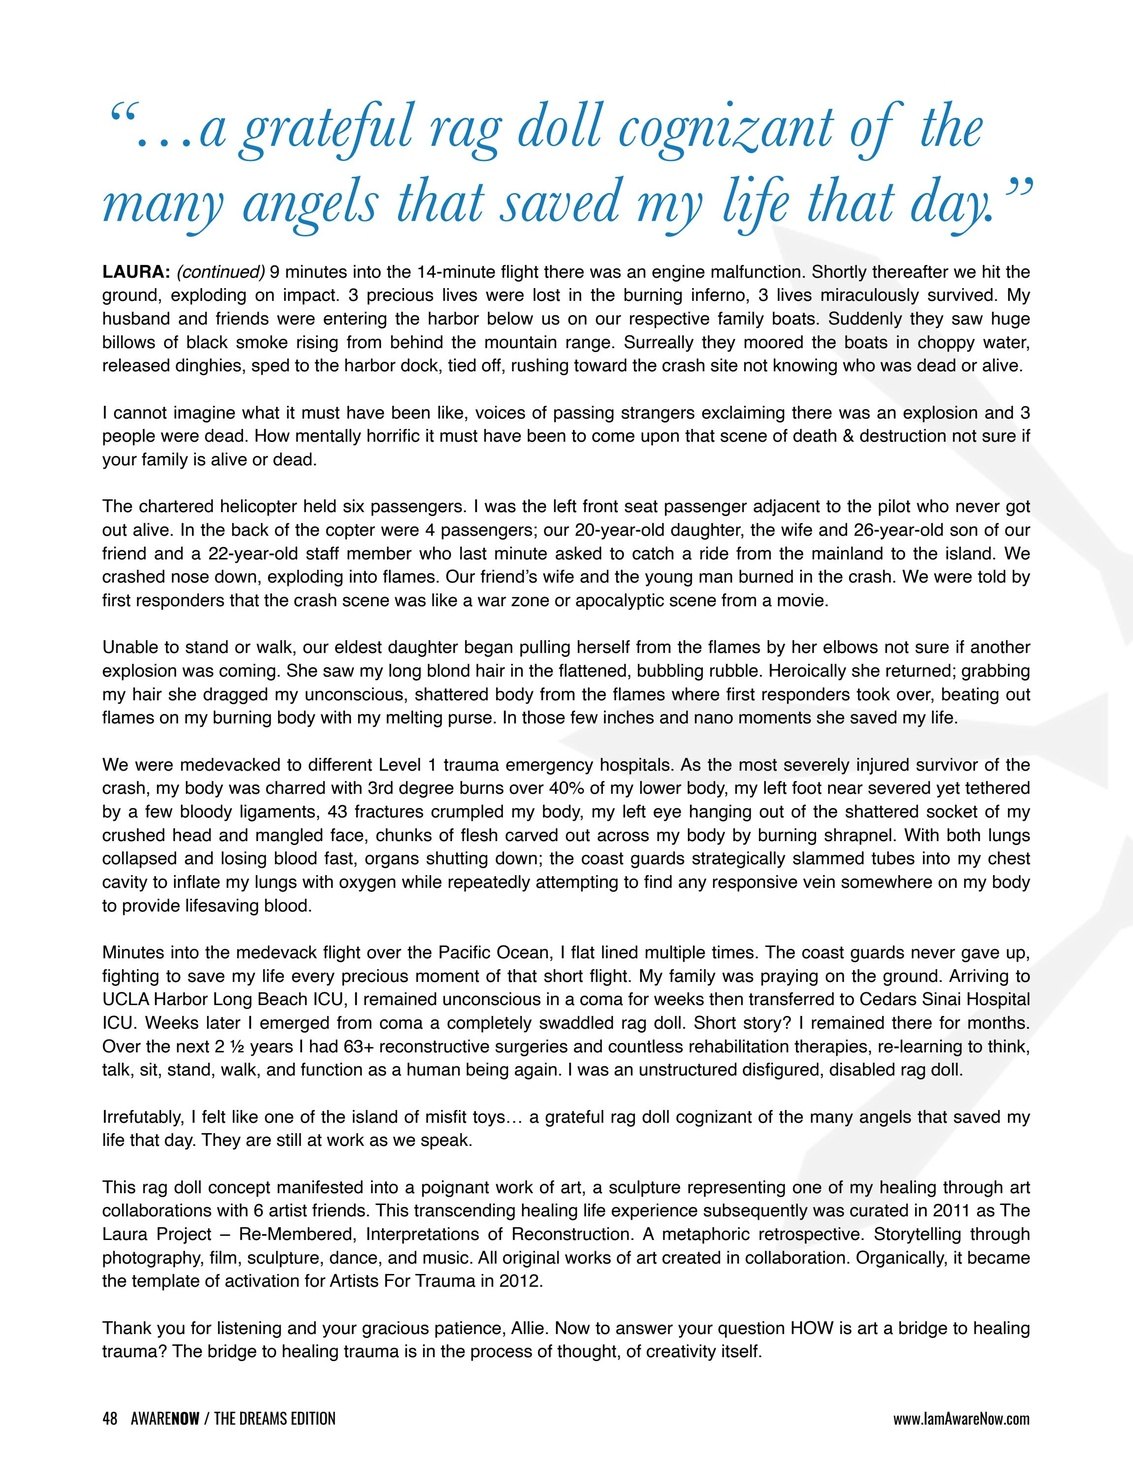 “…a grateful rag doll cognizant of the
many angels that saved my life that day.”
LAURA: (continued) 9 minutes into the 14-minute flight there was an engine malfunction. Shortly thereafter we hit the
ground, exploding on impact. 3 precious lives were lost in the burning inferno, 3 lives miraculously survived. My
husband and friends were entering the harbor below us on our respective family boats. Suddenly they saw huge
billows of black smoke rising from behind the mountain range. Surreally they moored the boats in choppy water,
released dinghies, sped to the harbor dock, tied off, rushing toward the crash site not knowing who was dead or alive.
I cannot imagine what it must have been like, voices of passing strangers exclaiming there was an explosion and 3
people were dead. How mentally horrific it must have been to come upon that scene of death & destruction not sure if
your family is alive or dead.
The chartered helicopter held six passengers. I was the left front seat passenger adjacent to the pilot who never got
out alive. In the back of the copter were 4 passengers; our 20-year-old daughter, the wife and 26-year-old son of our
friend and a 22-year-old staff member who last minute asked to catch a ride from the mainland to the island. We
crashed nose down, exploding into flames. Our friend’s wife and the young man burned in the crash. We were told by
first responders that the crash scene was like a war zone or apocalyptic scene from a movie.
Unable to stand or walk, our eldest daughter began pulling herself from the flames by her elbows not sure if another
explosion was coming. She saw my long blond hair in the flattened, bubbling rubble. Heroically she returned; grabbing
my hair she dragged my unconscious, shattered body from the flames where first responders took over, beating out
flames on my burning body with my melting purse. In those few inches and nano moments she saved my life.
We were medevacked to different Level 1 trauma emergency hospitals. As the most severely injured survivor of the
crash, my body was charred with 3rd degree burns over 40% of my lower body, my left foot near severed yet tethered
by a few bloody ligaments, 43 fractures crumpled my body, my left eye hanging out of the shattered socket of my
crushed head and mangled face, chunks of flesh carved out across my body by burning shrapnel. With both lungs
collapsed and losing blood fast, organs shutting down; the coast guards strategically slammed tubes into my chest
cavity to inflate my lungs with oxygen while repeatedly attempting to find any responsive vein somewhere on my body
to provide lifesaving blood.
Minutes into the medevack flight over the Pacific Ocean, I flat lined multiple times. The coast guards never gave up,
fighting to save my life every precious moment of that short flight. My family was praying on the ground. Arriving to
UCLA Harbor Long Beach ICU, I remained unconscious in a coma for weeks then transferred to Cedars Sinai Hospital
ICU. Weeks later I emerged from coma a completely swaddled rag doll. Short story? I remained there for months.
Over the next 2 ½ years I had 63+ reconstructive surgeries and countless rehabilitation therapies, re-learning to think,
talk, sit, stand, walk, and function as a human being again. I was an unstructured disfigured, disabled rag doll.
Irrefutably, I felt like one of the island of misfit toys… a grateful rag doll cognizant of the many angels that saved my
life that day. They are still at work as we speak.
This rag doll concept manifested into a poignant work of art, a sculpture representing one of my healing through art
collaborations with 6 artist friends. This transcending healing life experience subsequently was curated in 2011 as The
Laura Project – Re-Membered, Interpretations of Reconstruction. A metaphoric retrospective. Storytelling through
photography, film, sculpture, dance, and music. All original works of art created in collaboration. Organically, it became
the template of activation for Artists For Trauma in 2012.
Thank you for listening and your gracious patience, Allie. Now to answer your question HOW is art a bridge to healing
trauma? The bridge to healing trauma is in the process of thought, of creativity itself.
48 AWARENOW / THE DREAMS EDITION
www.IamAwareNow.com